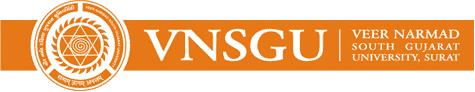 VNSGU
VEER NARMAD
SOUTH GUJARAT
UNIVERSITY, SURAT